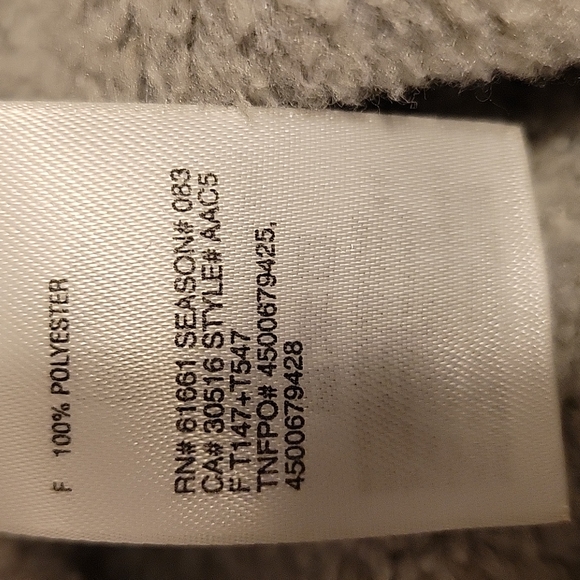 F 100% POLYESTER
RN# 61661 SEASON# 083
CA# 30516 STYLE# AAC5
F T147+T547
TNFPO# 4500679425,
4500679428